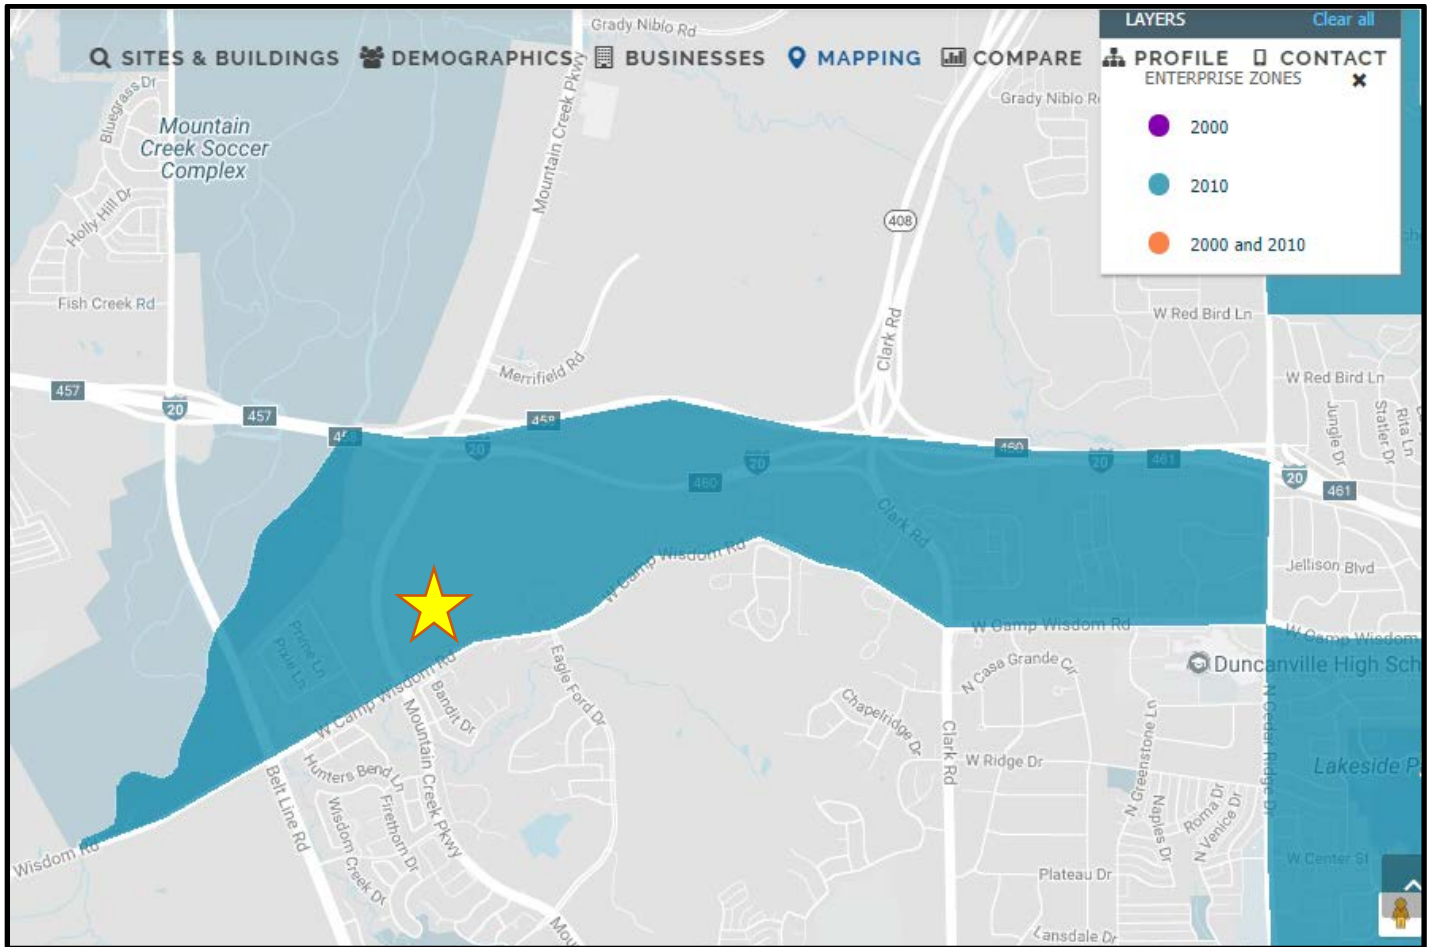 Grady Niblo Rd
LAYERS Clear all
SITES & BUILDINGS DEMOGRAPHICS BUSINESSES MAPPING COMPARE PROFILE CONTACT
ENTERPRISE ZONES
2000
2010
2000 and 2010
Grady Niblo
Bluegrass Dr
Mountain
Creek Soccer
Complex
Mountain Creek Pkwy
Holly Hill Dr
408
Fish Creek Rd
W Red Bird Ln
Clark Rd
Merrifield Rd
457
20
457
458
458
20
20
460
460
20
461
20
461
W Red Bird Ln
Jungle Dr
Statler Dr
Rita Ln
Clark Rd
W Camp Wisdom Rd
Jellison Blvd
Prime Ln
Pixie Ln
W Camp Wisdom Rd
W Camp Wisdom Rd
W Camp Wisdom
Duncanville High Sch
N Casa Grande Cir
Eagle Ford Dr
Bandit Dr
Mountain Creek Pkwy
Chapelridge Dr
Clark Rd
W Ridge Dr
N Greenstone Ln
Naples Dr
Roma Dr
N Venice Dr
N Cedar Ridge Dr
Lakeside P
Belt Line Rd
Hunters Bend Ln
Firethorn Dr
Wisdom Creek Dr
Wisdom Rd
W Center St
Plateau Dr
Lansdale Dr
Mou